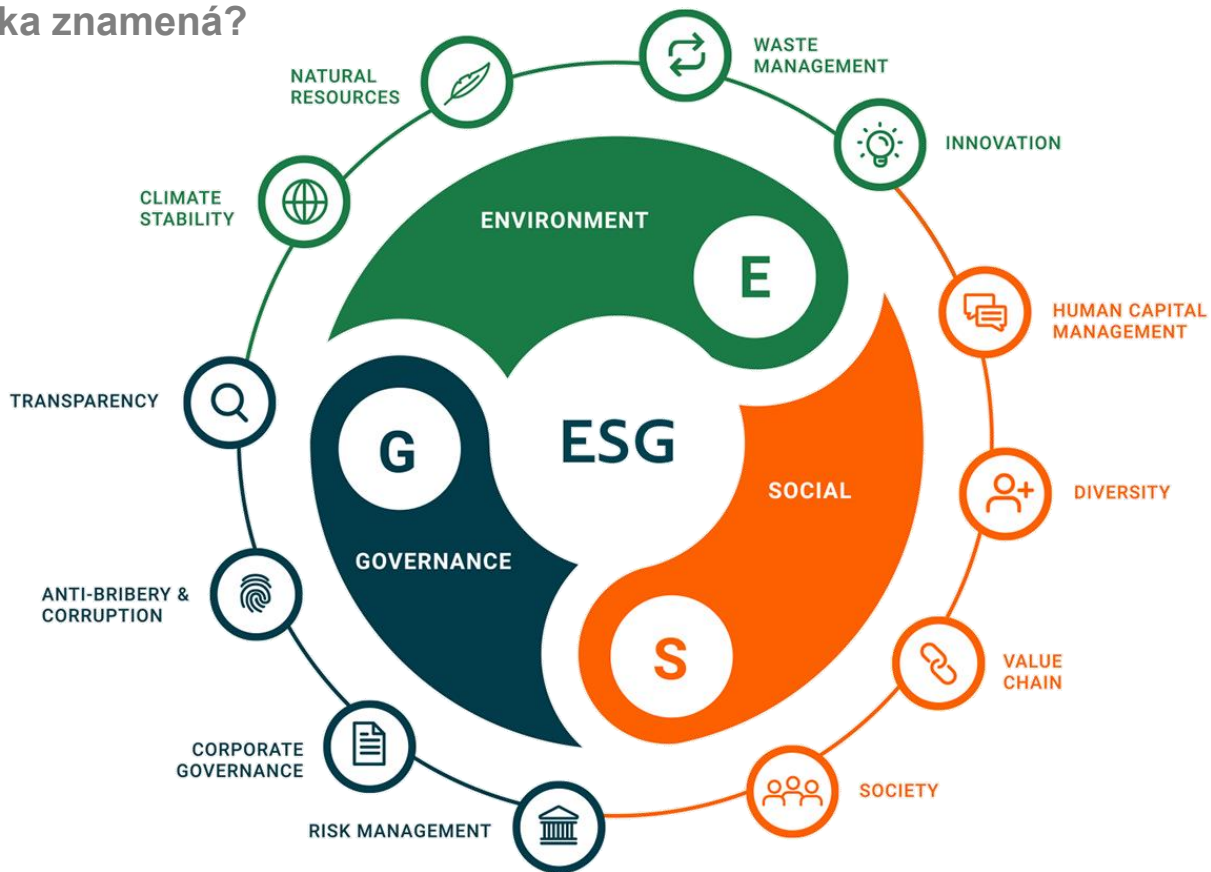 ka znamená?
WASTE
MANAGEMENT
NATURAL
RESOURCES
INNOVATION
CLIMATE
STABILITY
ENVIRONMENT
E
HUMAN CAPITAL
MANAGEMENT
TRANSPARENCY
G
ESG
SOCIAL
DIVERSITY
GOVERNANCE
ANTI-BRIBERY &
CORRUPTION
S
VALUE
CHAIN
CORPORATE
GOVERNANCE
SOCIETY
RISK MANAGEMENT